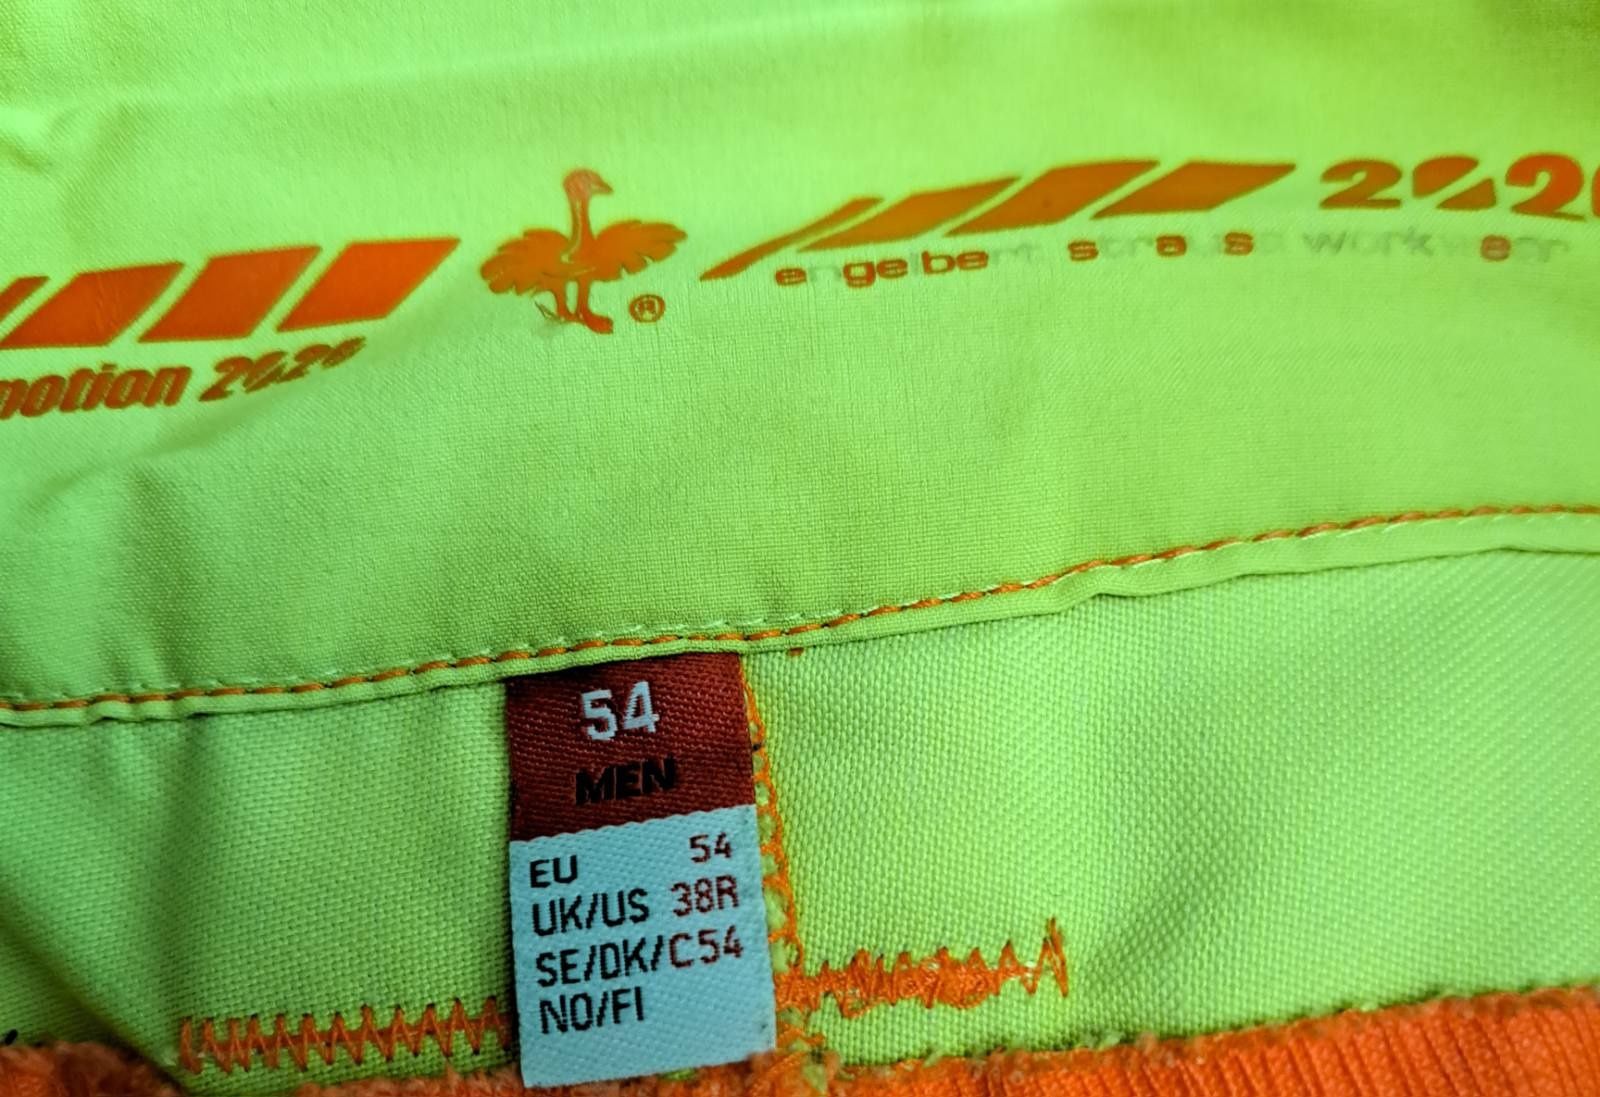 2020
engelbert strauss workwear
®
motion 2020
54
MEN
EU 54
UK/US 38R
SE/DK/ C54
NO/FI